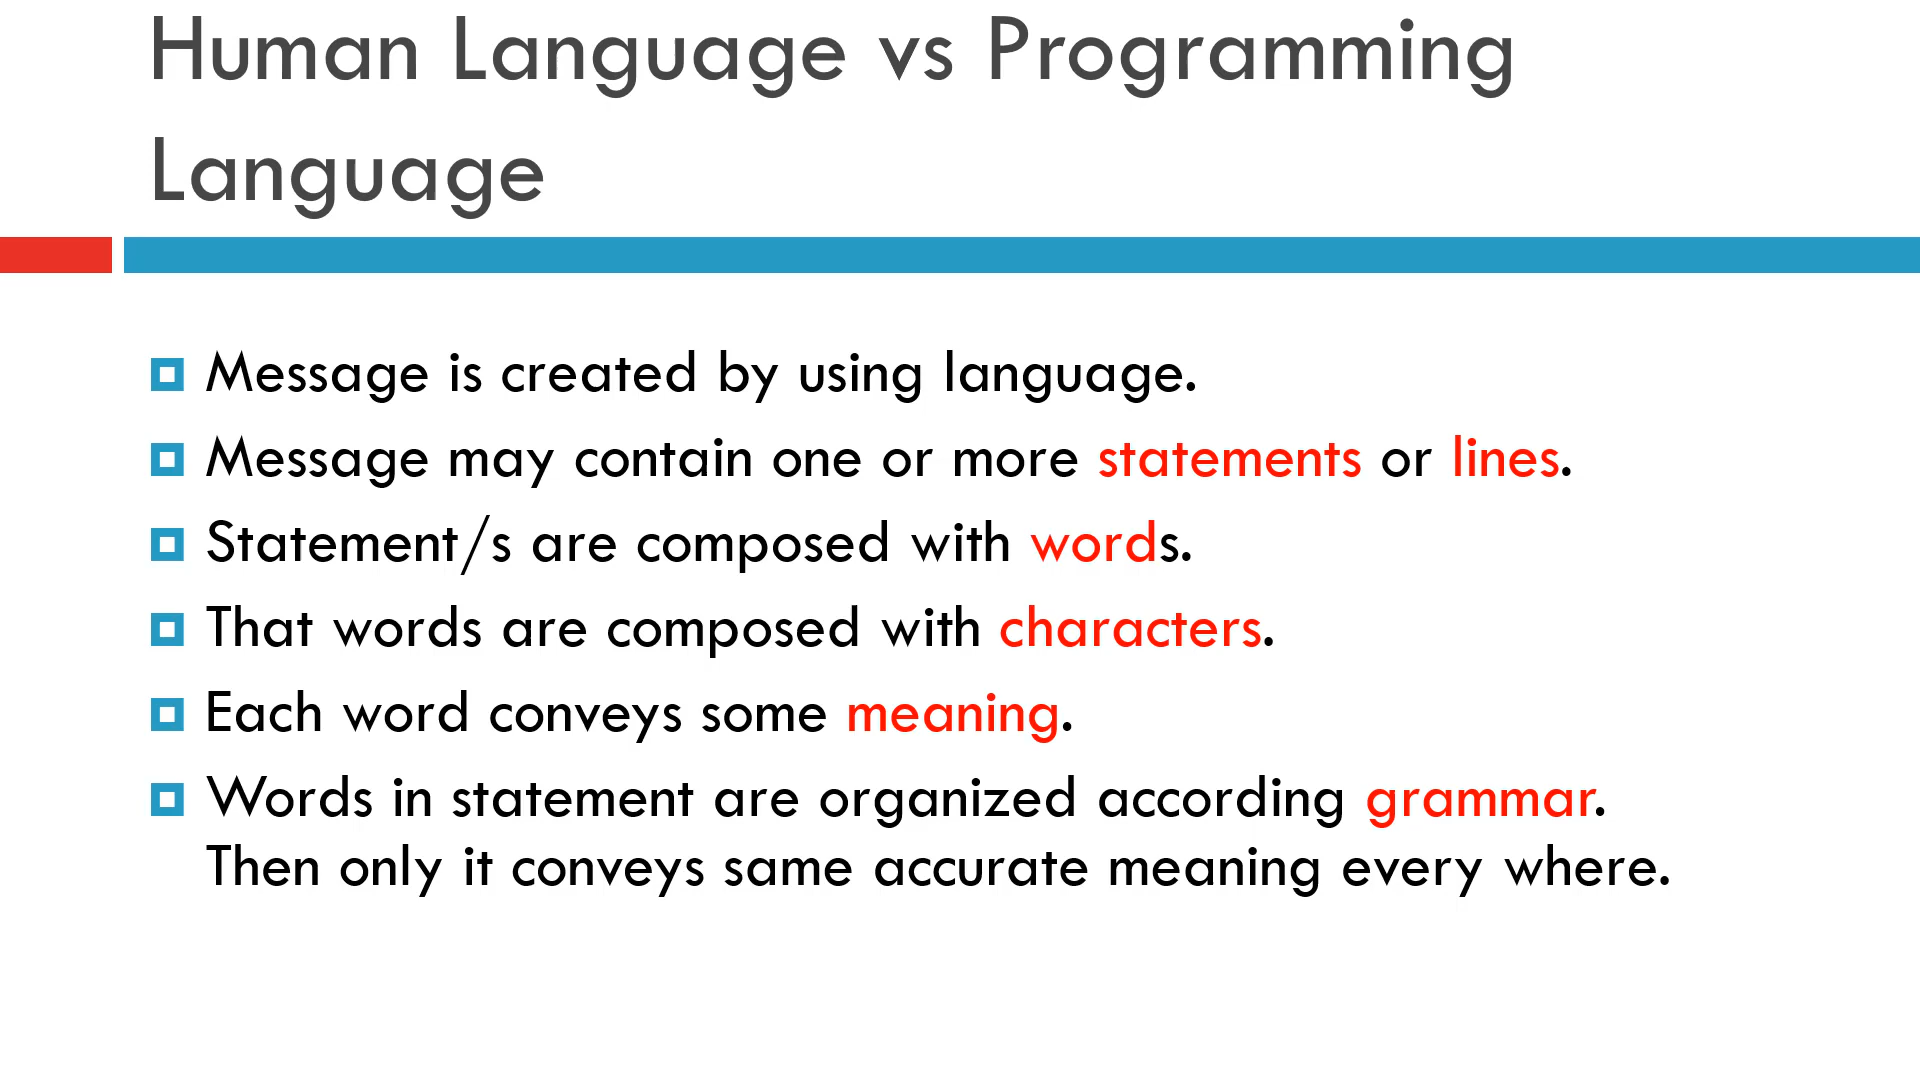 Human Language vs Programming
Language
Message is created by using language.
Message may contain one or more statements or lines.
Statement/s are composed with words.
That words are composed with characters.
Each word conveys some meaning.
Words in statement are organized according grammar.
Then only it conveys same accurate meaning every where.